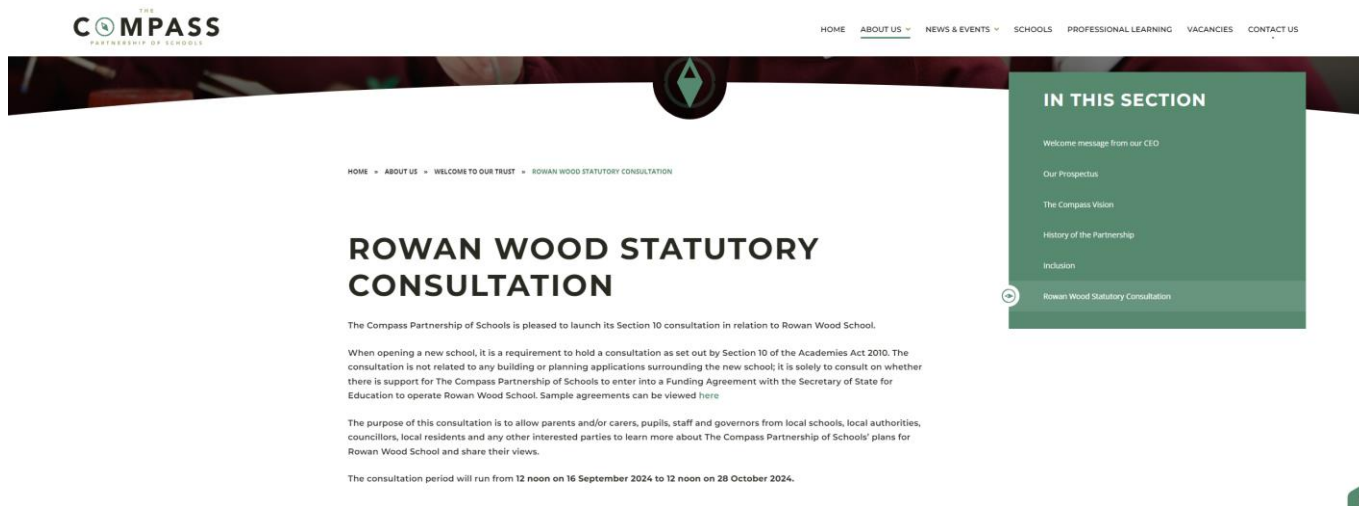 THE
COMPASS
PARTNERSHIP OF SCHOOLS
HOME ABOUT US NEWS & EVENTS SCHOOLS PROFESSIONAL LEARNING VACANCIES CONTACT US
IN THIS SECTION
Welcome message from our CEO
Our Prospectus
The Compass Vision
History of the Partnership
Inclusion
Rowan Wood Statutory Consultation
HOME » ABOUT US » WELCOME TO OUR TRUST » ROWAN WOOD STATUTORY CONSULTATION
ROWAN WOOD STATUTORY
CONSULTATION
The Compass Partnership of Schools is pleased to launch its Section 10 consultation in relation to Rowan Wood School.
When opening a new school, it is a requirement to hold a consultation as set out by Section 10 of the Academies Act 2010. The
consultation is not related to any building or planning applications surrounding the new school; it is solely to consult on whether
there is support for The Compass Partnership of Schools to enter into a Funding Agreement with the Secretary of State for
Education to operate Rowan Wood School. Sample agreements can be viewed here
The purpose of this consultation is to allow parents and/or carers, pupils, staff and governors from local schools, local authorities,
councillors, local residents and any other interested parties to learn more about The Compass Partnership of Schools' plans for
Rowan Wood School and share their views.
The consultation period will run from 12 noon on 16 September 2024 to 12 noon on 28 October 2024.